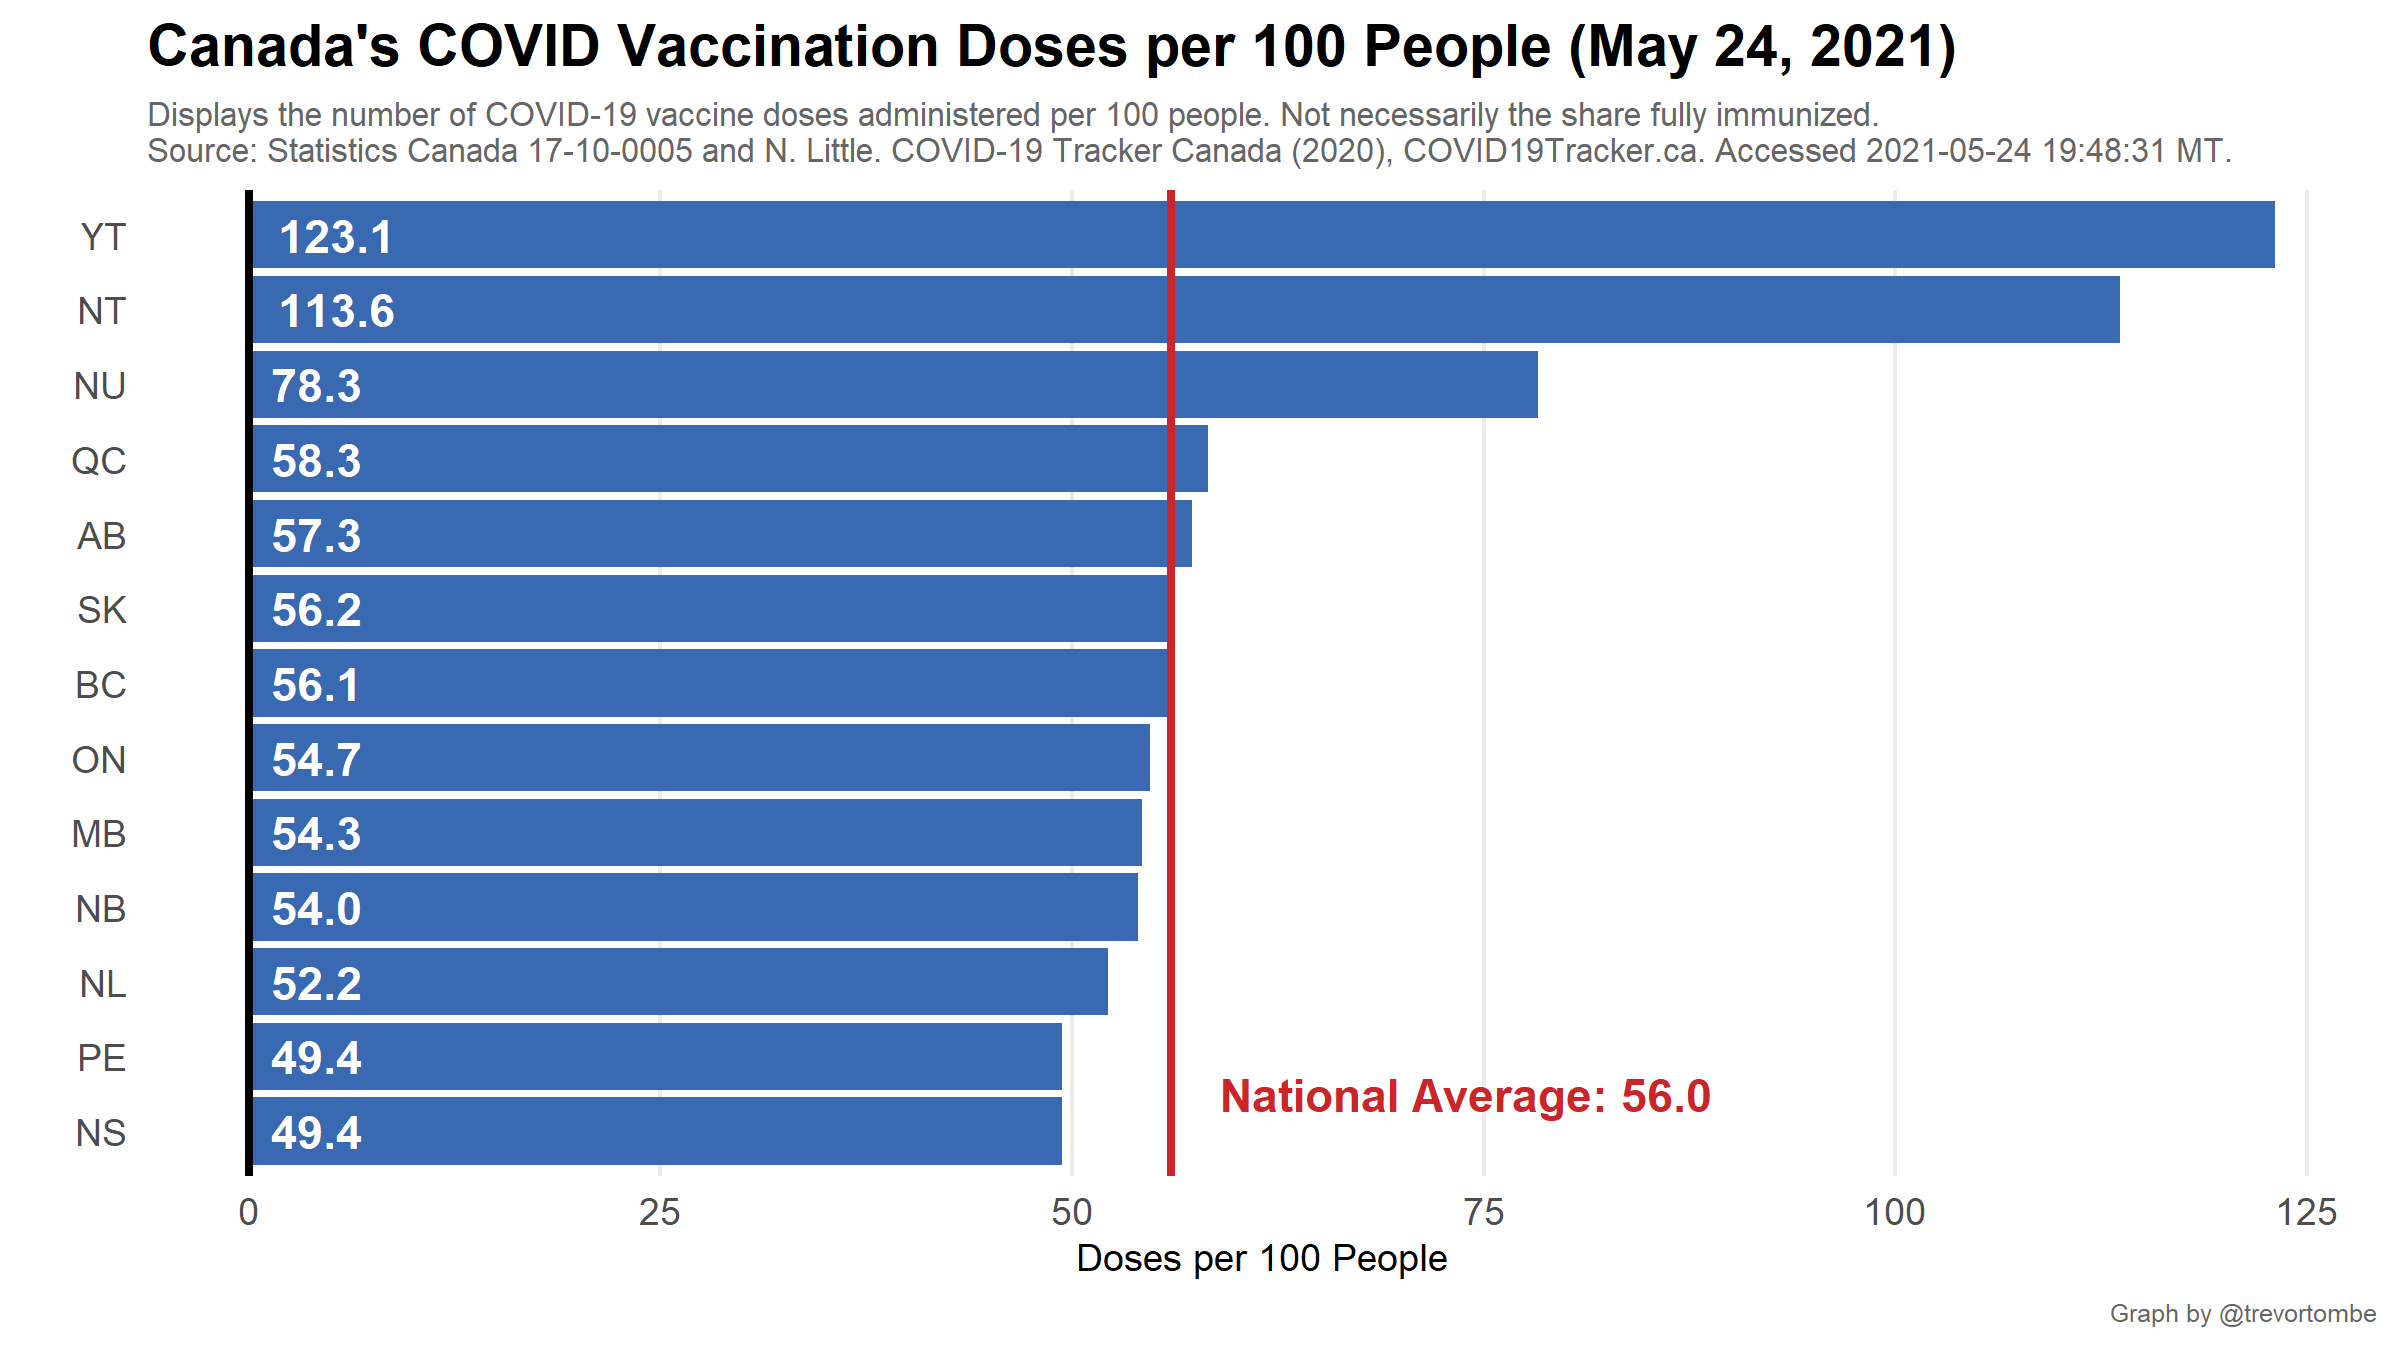 Canada's COVID Vaccination Doses per 100 People (May 24, 2021)
Displays the number of COVID-19 vaccine doses administered per 100 people. Not necessarily the share fully immunized.
Source: Statistics Canada 17-10-0005 and N. Little. COVID-19 Tracker Canada (2020), COVID19Tracker.ca. Accessed 2021-05-24 19:48:31 MT.
YT 123.1
NT 113.6
NU 78.3
QC 58.3
AB 57.3
SK 56.2
BC 56.1
ON 54.7
MB 54.3
NB 54.0
NL 52.2
PE 49.4
National Average: 56.0
NS 49.4
0 25 50 75 100 125
Doses per 100 People
Graph by @trevortombe